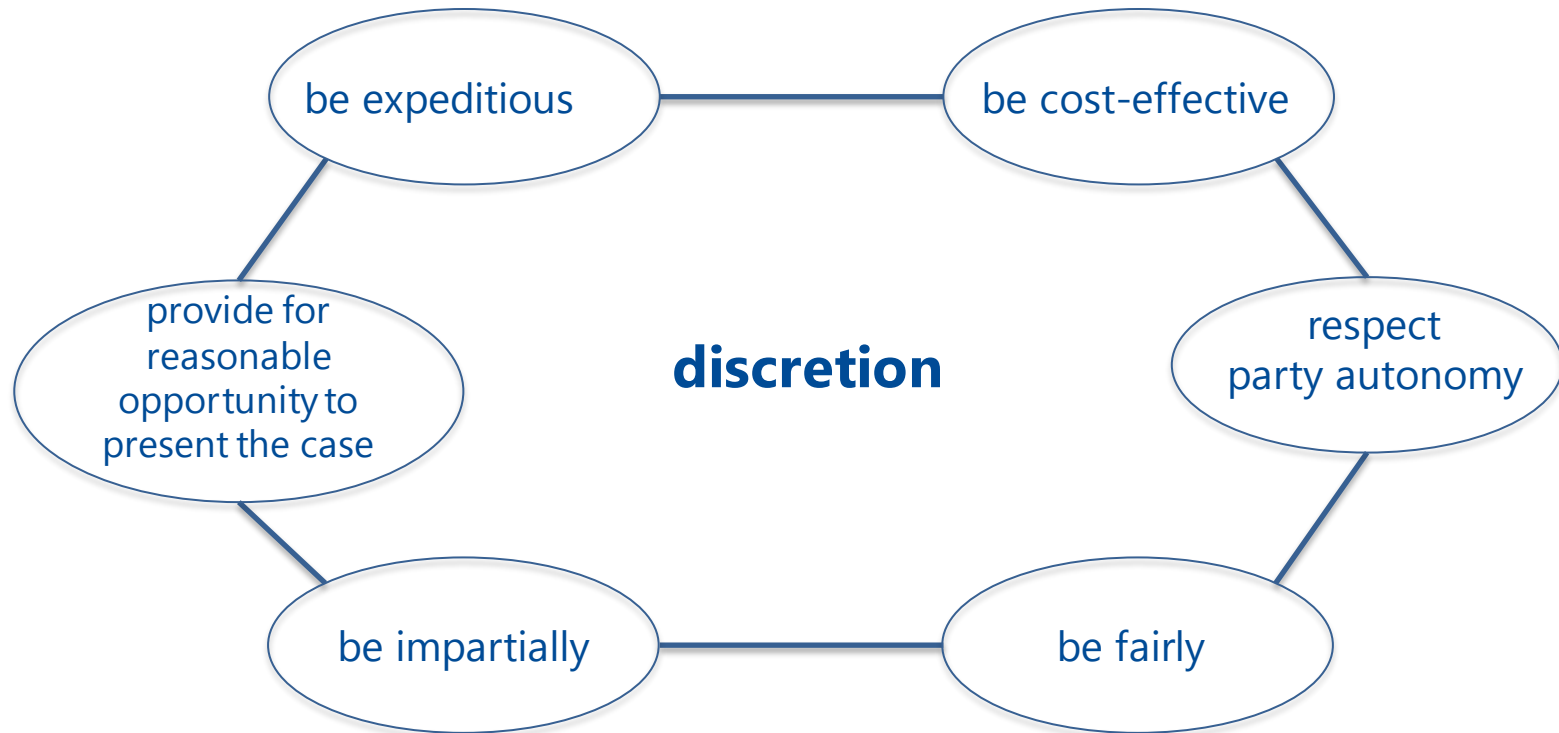 be expeditious
be cost-effective
provide for
reasonable
opportunity to
present the case
discretion
respect
party autonomy
be impartially
be fairly